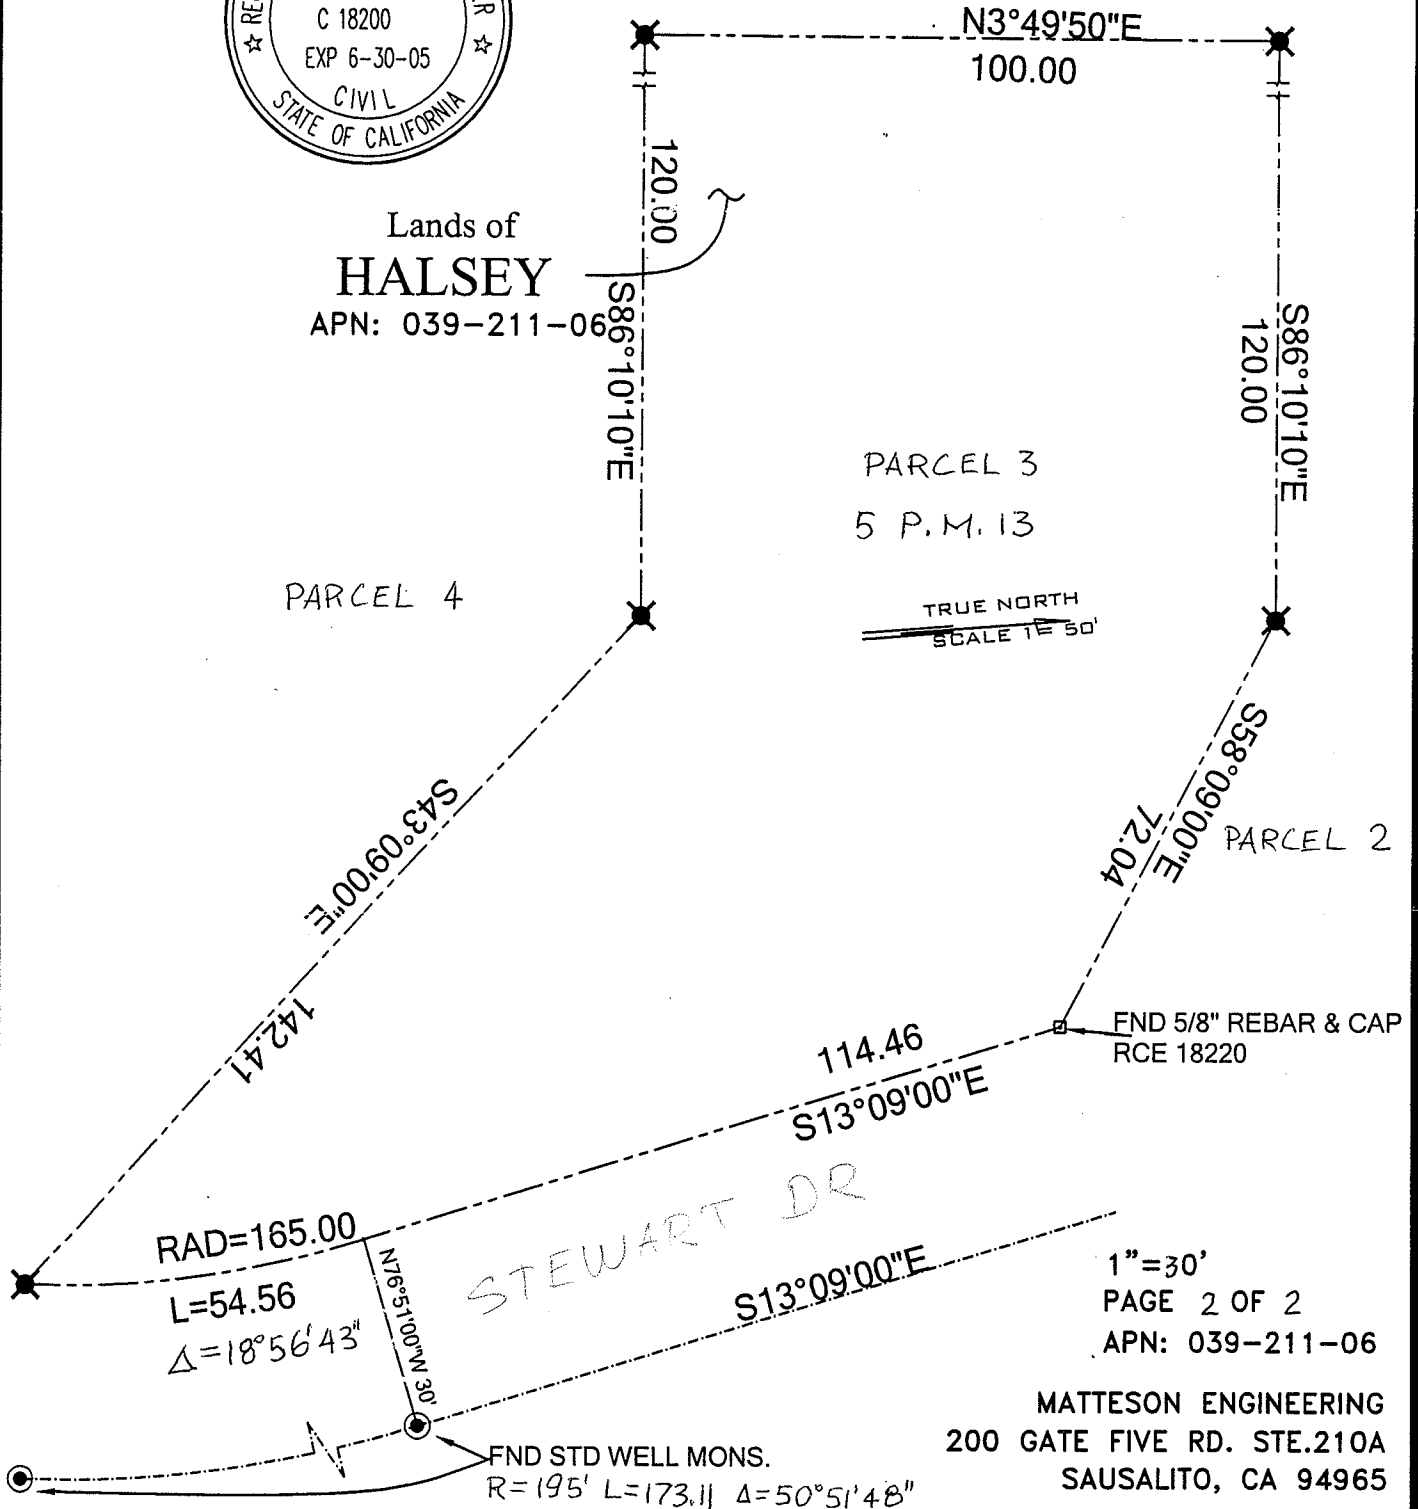 C 18200
EXP 6-30-05
CIVIL
STATE OF CALIFORNIA
N3°49'50"E
100.00
120.00
Lands of
HALSEY
APN: 039-211-06
S86°10'10"E
S86°10'10"E
120.00
PARCEL 3
5 P.M. 13
PARCEL 4
TRUE NORTH
SCALE 1"= 50'
S43°09'00"E
142.41
S58°09'00"E
72.04
PARCEL 2
FND 5/8" REBAR & CAP
RCE 18220
114.46
S13°09'00"E
RAD=165.00
L=54.56
Δ=18°56'43"
N76°51'00"W 30'
STEWART DR
S13°09'00"E
1"=30'
PAGE 2 OF 2
APN: 039-211-06
MATTESON ENGINEERING
200 GATE FIVE RD. STE.210A
SAUSALITO, CA 94965
FND STD WELL MONS.
R=195' L=173.11 Δ=50°51'48"